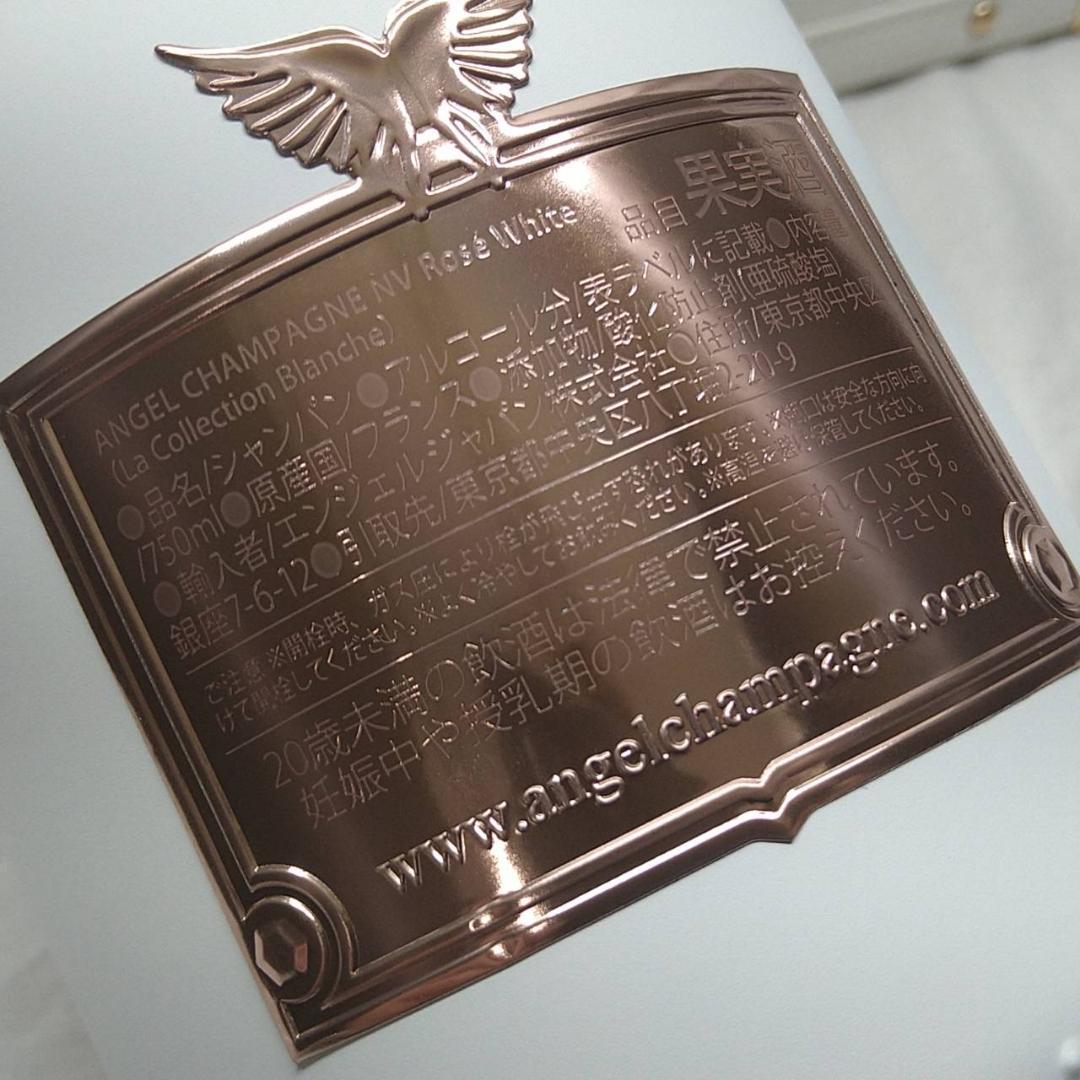 ANGEL CHAMPAGNE NV Rosé White
(La Collection Blanche)
品目 果実酒
●品名/シャンパン●アルコール分/表ラベルに記載●内容量
/750ml●原産国/フランス●添加物/酸化防止剤(亜硫酸塩)
●輸入者/エンジェルジャパン株式会社●住所/東京都中央区
銀座7-6-12●引取先/東京都中央区八丁堀2-20-9
ご注意 ※開栓時、ガス圧により栓が飛び出す恐れがあります ※瓶口は安全な方向に向
けて開栓してください。※よく冷やしてお飲みください。※高温を避け保管してください。
20歳未満の飲酒は法律で禁止されています。
妊娠中や授乳期の飲酒はお控えください。
www.angelchampagne.com